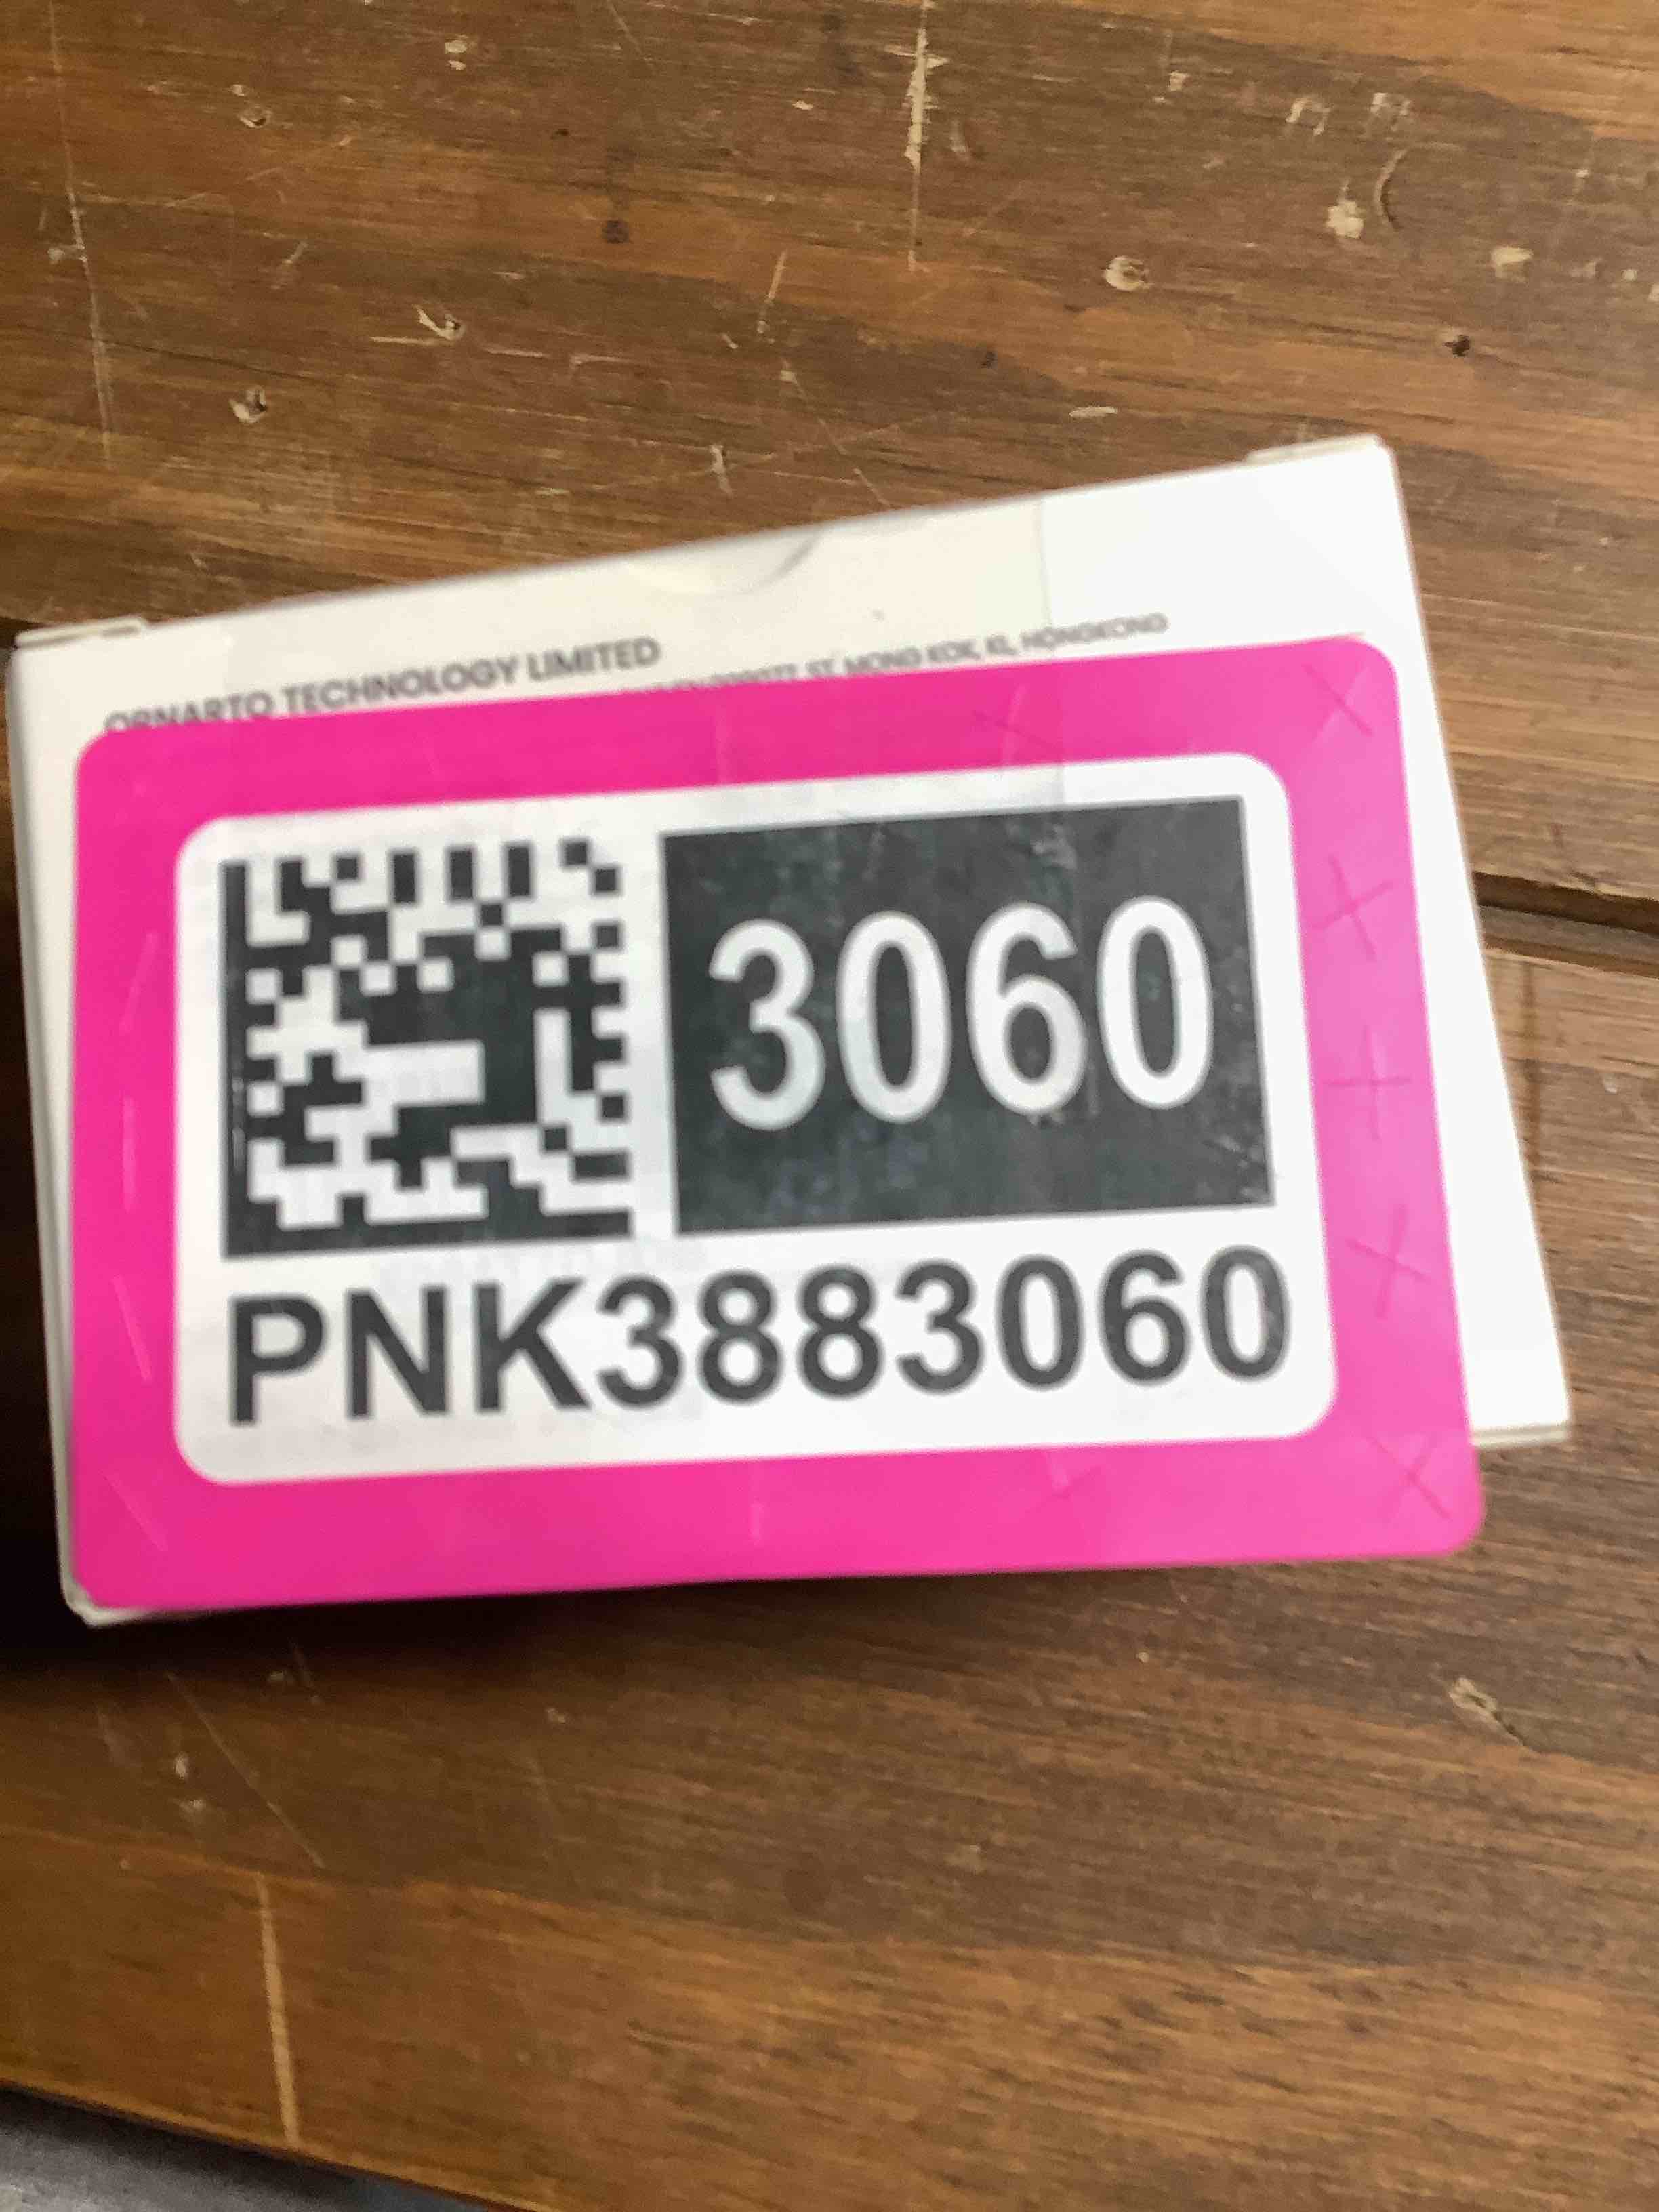 ORNARTO TECHNOLOGY LIMITED
ST, MONG KOK, KL, HONGKONG
3060
PNK3883060